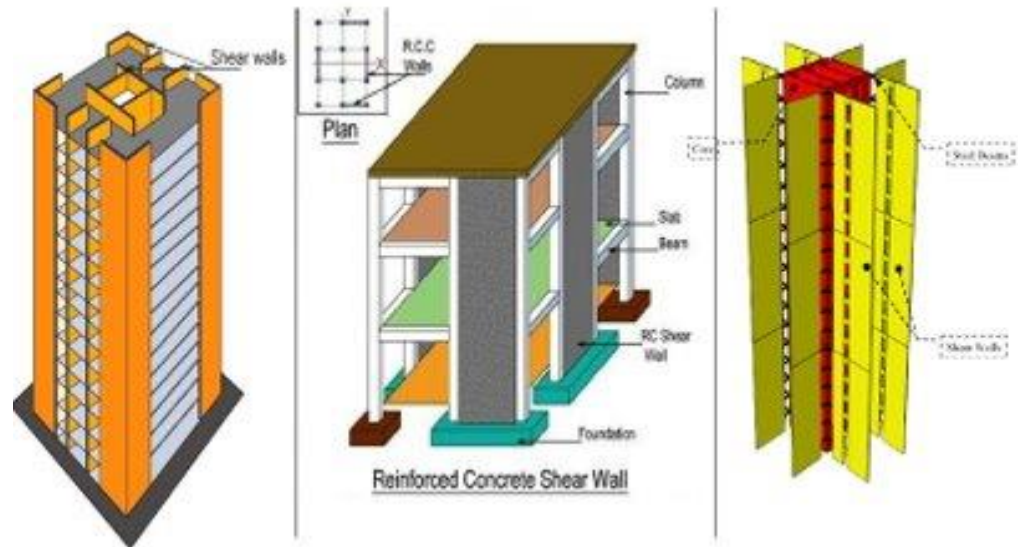 Shear walls
Y
X
R.C.C
Walls
Plan
Column
Slab
Beam
RC Shear
Wall
Foundation
Reinforced Concrete Shear Wall
Core
Steel Beams
Shear Walls